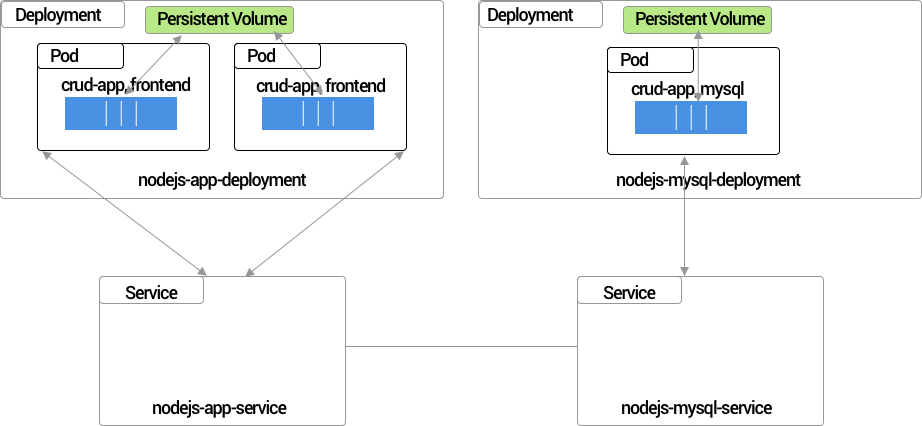 Deployment
Persistent Volume
Pod
crud-app, frontend
Pod
crud-app, frontend
nodejs-app-deployment
Deployment
Persistent Volume
Pod
crud-app, mysql
nodejs-mysql-deployment
Service
nodejs-app-service
Service
nodejs-mysql-service